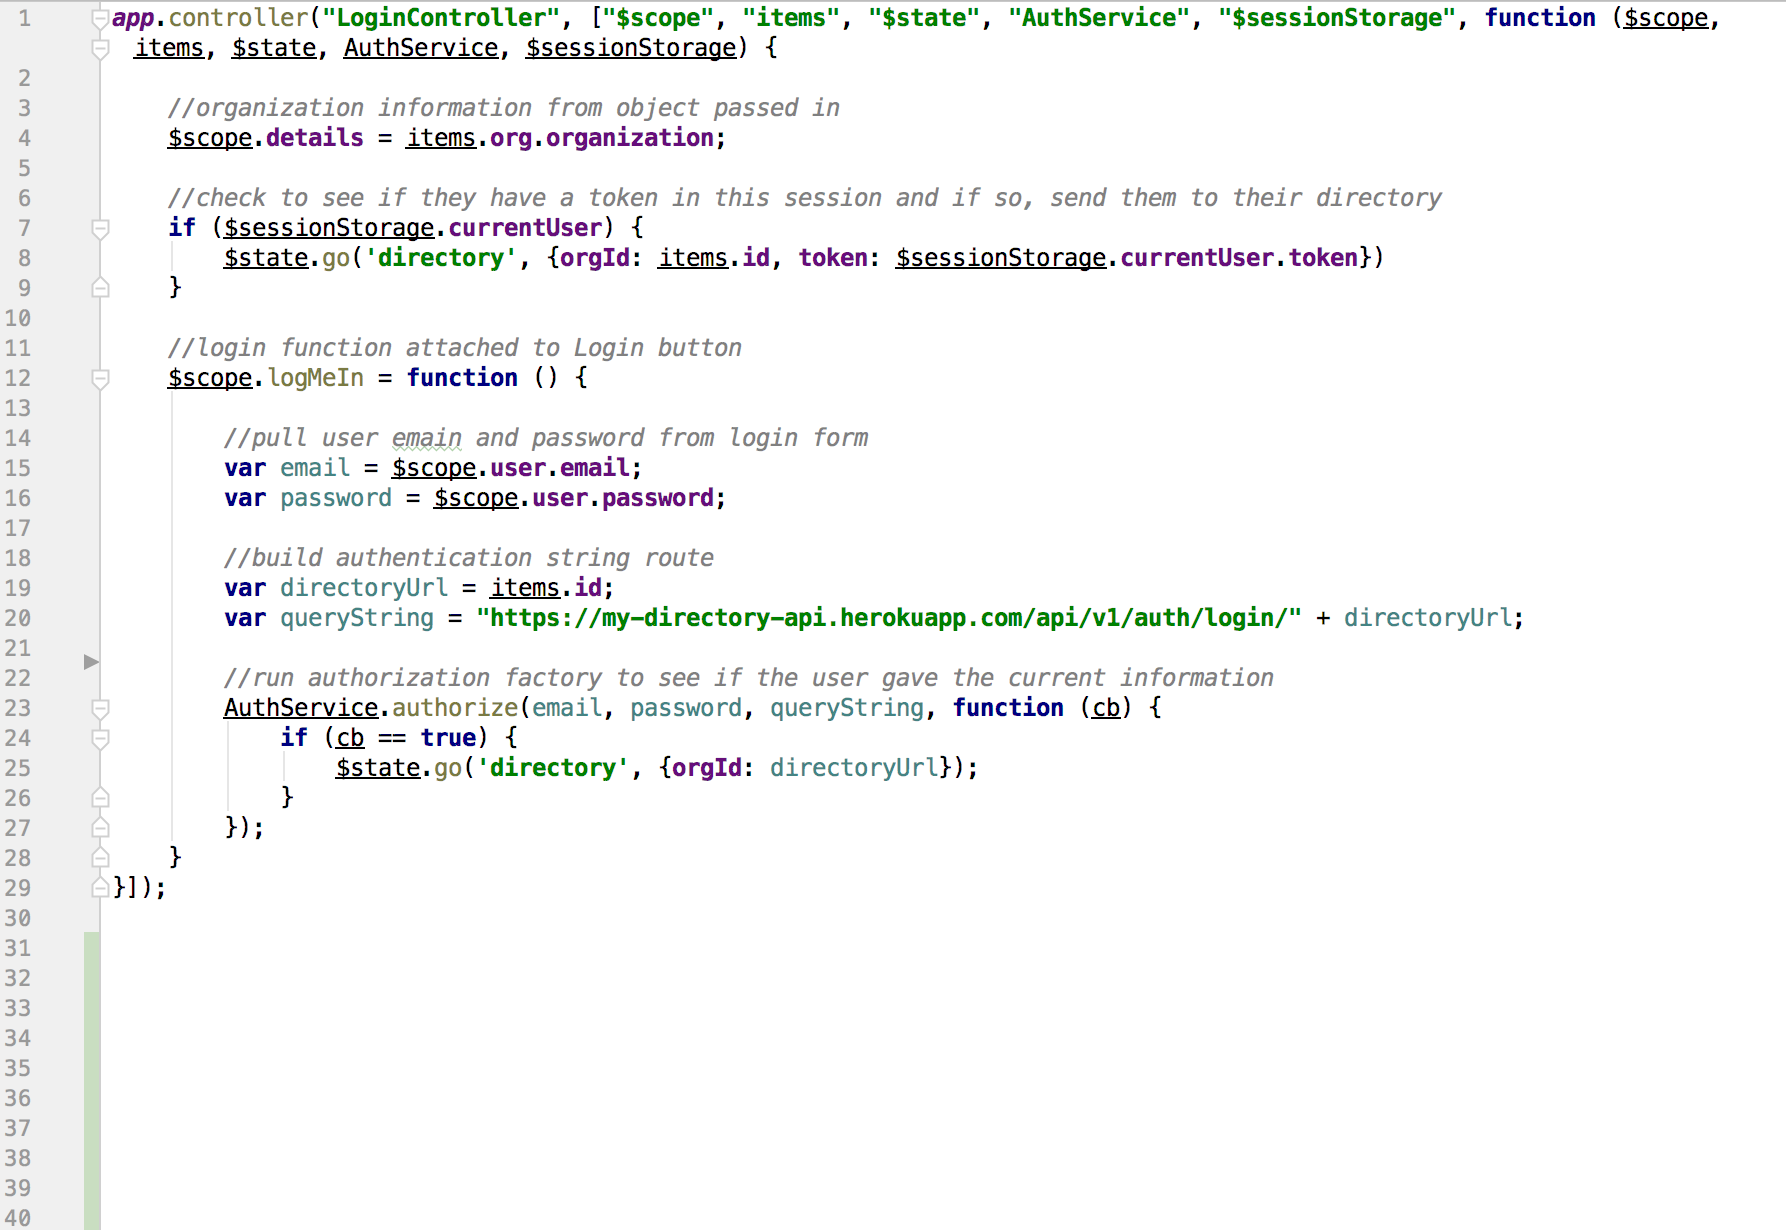 1 app.controller("LoginController", ["$scope", "items", "$state", "AuthService", "$sessionStorage", function ($scope,
items, $state, AuthService, $sessionStorage) {
2
3 //organization information from object passed in
4 $scope.details = items.org.organization;
5
6 //check to see if they have a token in this session and if so, send them to their directory
7 if ($sessionStorage.currentUser) {
8 $state.go('directory', {orgId: items.id, token: $sessionStorage.currentUser.token})
9 }
10
11 //login function attached to Login button
12 $scope.logMeIn = function () {
13
14 //pull user emain and password from login form
15 var email = $scope.user.email;
16 var password = $scope.user.password;
17
18 //build authentication string route
19 var directoryUrl = items.id;
20 var queryString = "https://my-directory-api.herokuapp.com/api/v1/auth/login/" + directoryUrl;
21
22 //run authorization factory to see if the user gave the current information
23 AuthService.authorize(email, password, queryString, function (cb) {
24 if (cb == true) {
25 $state.go('directory', {orgId: directoryUrl});
26 }
27 });
28 }
29 }]);
30
31
32
33
34
35
36
37
38
39
40